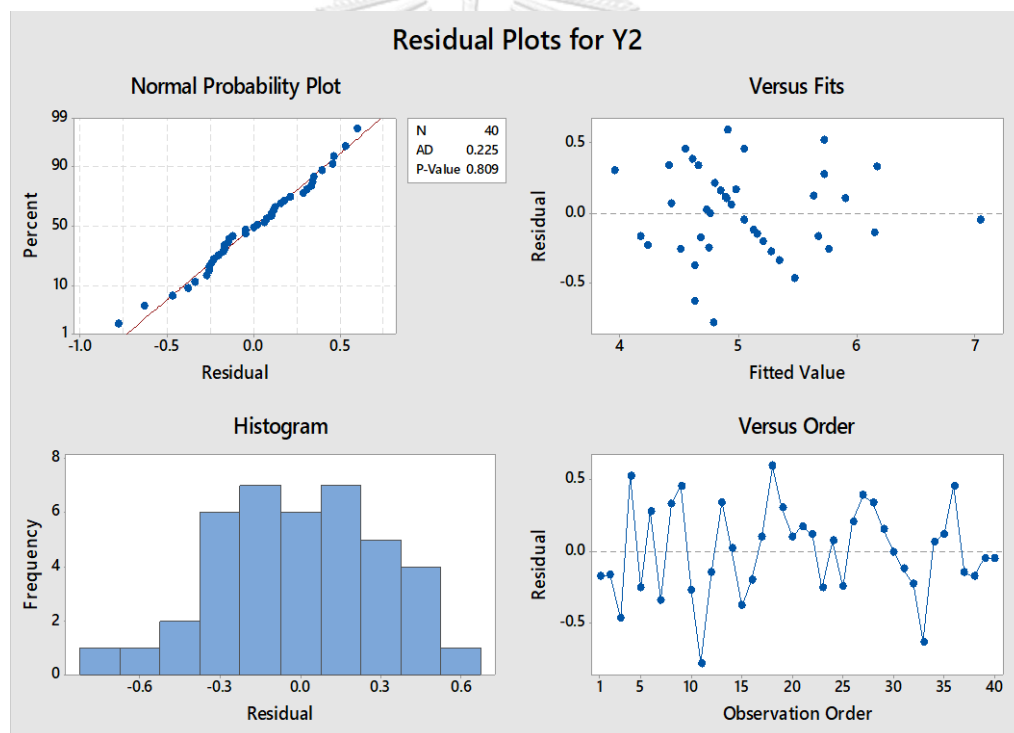 Residual Plots for Y2
Normal Probability Plot
99
90
50
10
1
Percent
-1.0 -0.5 0.0 0.5
Residual
N 40
AD 0.225
P-Value 0.809
Versus Fits
0.5
0.0
-0.5
Residual
4 5 6 7
Fitted Value
Histogram
8
6
4
2
0
Frequency
-0.6 -0.3 0.0 0.3 0.6
Residual
Versus Order
0.5
0.0
-0.5
Residual
1 5 10 15 20 25 30 35 40
Observation Order